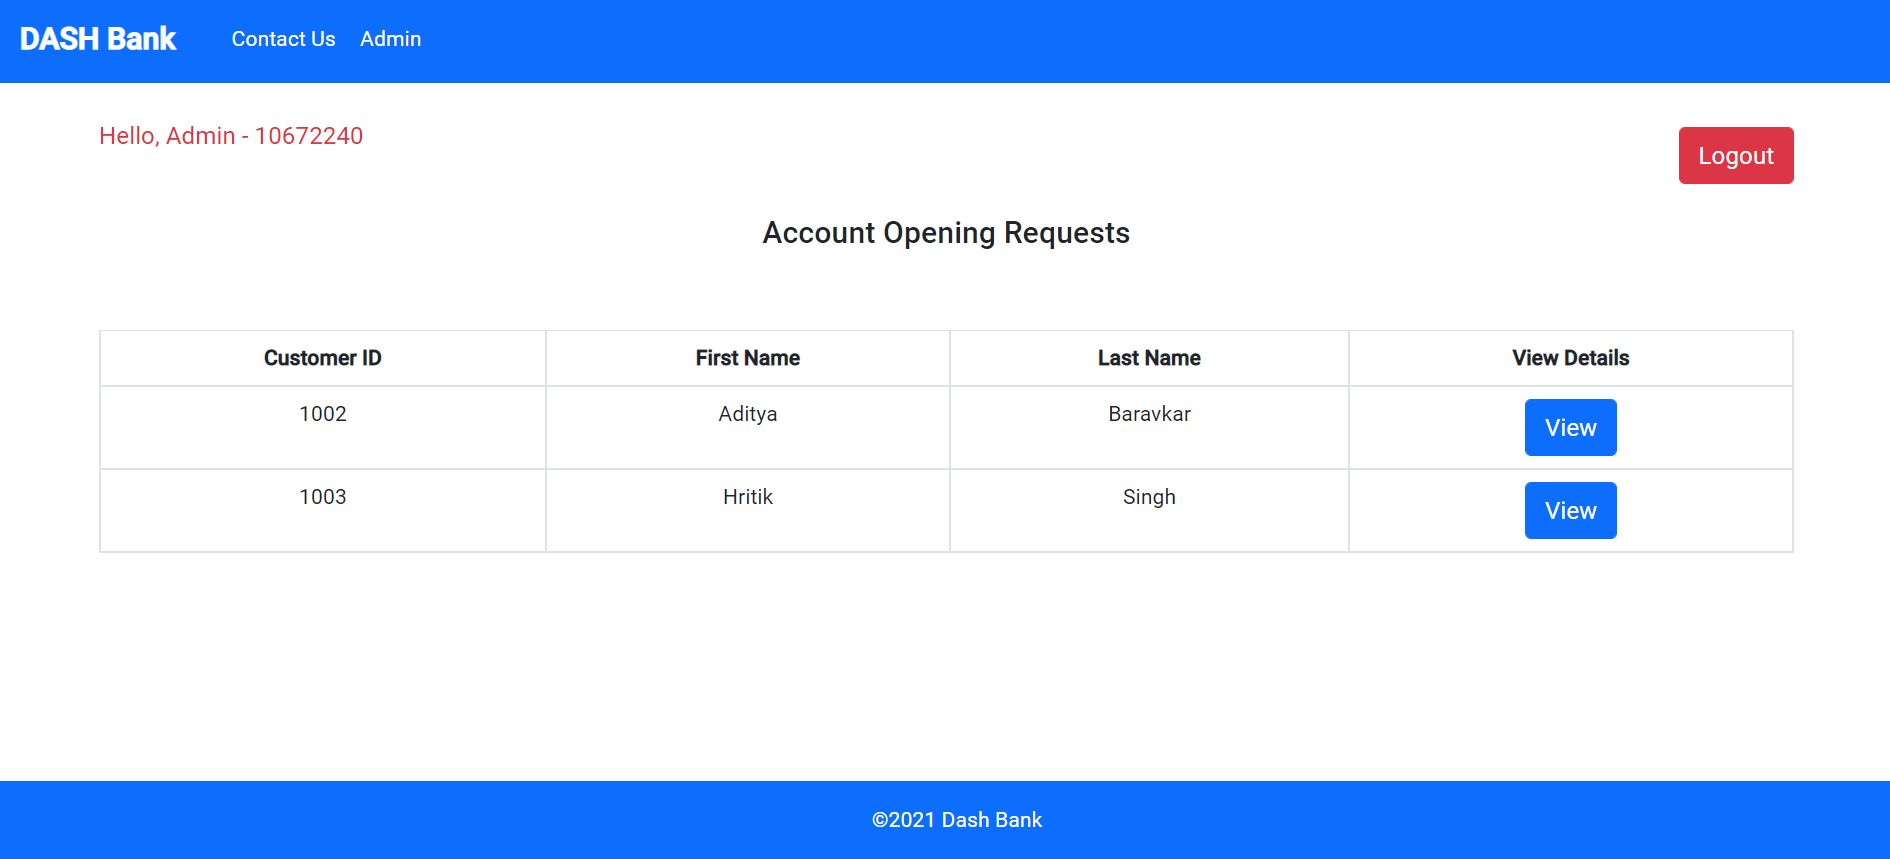 DASH Bank Contact Us Admin
Hello, Admin - 10672240
Logout
Account Opening Requests
Customer ID First Name Last Name View Details
1002 Aditya Baravkar View
1003 Hritik Singh View
©2021 Dash Bank